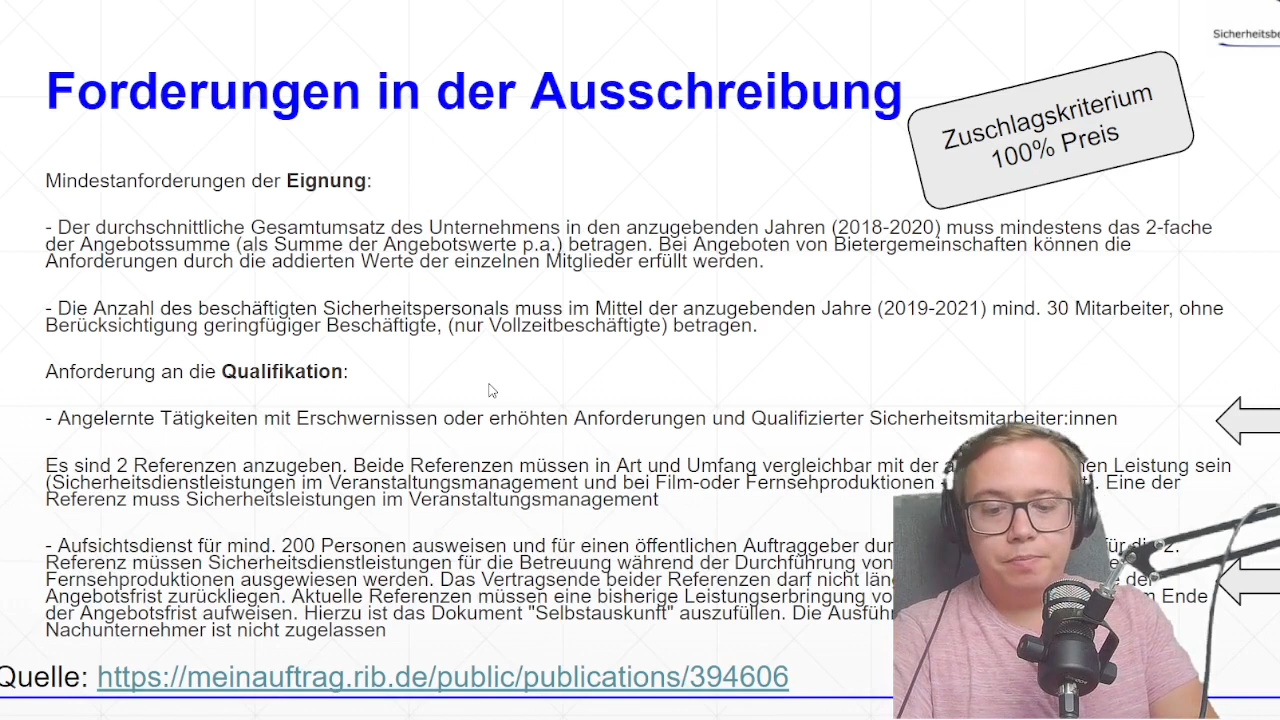 Sicherheitsbe
Forderungen in der Ausschreibung
Zuschlagskriterium
100% Preis
Mindestanforderungen der Eignung:
- Der durchschnittliche Gesamtumsatz des Unternehmens in den anzugebenden Jahren (2018-2020) muss mindestens das 2-fache
der Angebotssumme (als Summe der Angebotswerte p.a.) betragen. Bei Angeboten von Bietergemeinschaften können die
Anforderungen durch die addierten Werte der einzelnen Mitglieder erfüllt werden.
- Die Anzahl des beschäftigten Sicherheitspersonals muss im Mittel der anzugebenden Jahre (2019-2021) mind. 30 Mitarbeiter, ohne
Berücksichtigung geringfügiger Beschäftigte, (nur Vollzeitbeschäftigte) betragen.
Anforderung an die Qualifikation:
- Angelernte Tätigkeiten mit Erschwernissen oder erhöhten Anforderungen und Qualifizierter Sicherheitsmitarbeiter:innen
Es sind 2 Referenzen anzugeben. Beide Referenzen müssen in Art und Umfang vergleichbar mit der Leistung sein
(Sicherheitsdienstleistungen im Veranstaltungsmanagement und bei Film-oder Fernsehproduktionen Eine der
Referenz muss Sicherheitsleistungen im Veranstaltungsmanagement
- Aufsichtsdienst für mind. 200 Personen ausweisen und für einen öffentlichen Auftraggeber 2.
Referenz müssen Sicherheitsdienstleistungen für die Betreuung während der Durchführung von
Fernsehproduktionen ausgewiesen werden. Das Vertragsende beider Referenzen darf nicht
Angebotsfrist zurückliegen. Aktuelle Referenzen müssen eine bisherige Leistungserbringung Ende
der Angebotsfrist aufweisen. Hierzu ist das Dokument "Selbstauskunft" auszufüllen. Die
Nachunternehmer ist nicht zugelassen
Quelle: https://meinauftrag.rib.de/public/publications/394606